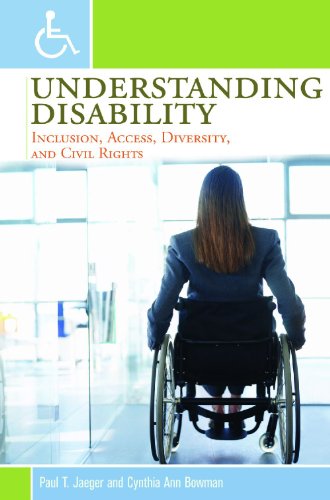 UNDERSTANDING
DISABILITY
INCLUSION, ACCESS, DIVERSITY,
AND CIVIL RIGHTS
Paul T. Jaeger and Cynthia Ann Bowman